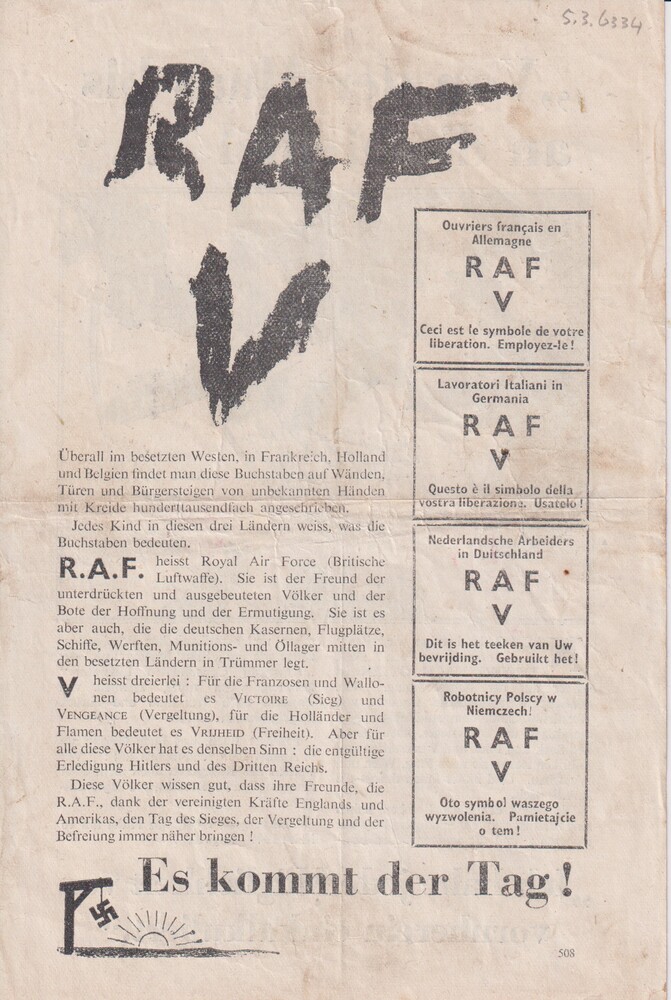 5.3.6334
RAF
V
Überall im besetzten Westen, in Frankreich, Holland
und Belgien findet man diese Buchstaben auf Wänden,
Türen und Bürgersteigen von unbekannten Händen
mit Kreide hunderttausendfach angeschrieben.
Jedes Kind in diesen drei Ländern weiss, was die
Buchstaben bedeuten.
R.A.F. heisst Royal Air Force (Britische
Luftwaffe). Sie ist der Freund der
unterdrückten und ausgebeuteten Völker und der
Bote der Hoffnung und der Ermutigung. Sie ist es
aber auch, die die deutschen Kasernen, Flugplätze,
Schiffe, Werften, Munitions- und Öllager mitten in
den besetzten Ländern in Trümmer legt.
V heisst dreierlei : Für die Franzosen und Wallo-
nen bedeutet es VICTOIRE (Sieg) und
VENGEANCE (Vergeltung), für die Holländer und
Flamen bedeutet es VRIJHEID (Freiheit). Aber für
alle diese Völker hat es denselben Sinn : die entgültige
Erledigung Hitlers und des Dritten Reichs.
Diese Völker wissen gut, dass ihre Freunde, die
R.A.F., dank der vereinigten Kräfte Englands und
Amerikas, den Tag des Sieges, der Vergeltung und der
Befreiung immer näher bringen !
Ouvriers français en
Allemagne
RAF
V
Ceci est le symbole de votre
liberation. Employez-le !
Lavoratori Italiani in
Germania
RAF
V
Questo è il simbolo della
vostra liberazione. Usatelo !
Nederlandsche Arbeiders
in Duitschland
RAF
V
Dit is het teeken van Uw
bevrijding. Gebruikt het!
Robotnicy Polscy w
Niemczech!
RAF
V
Oto symbol waszego
wyzwolenia. Pamietajcie
o tem!
Es kommt der Tag!
508